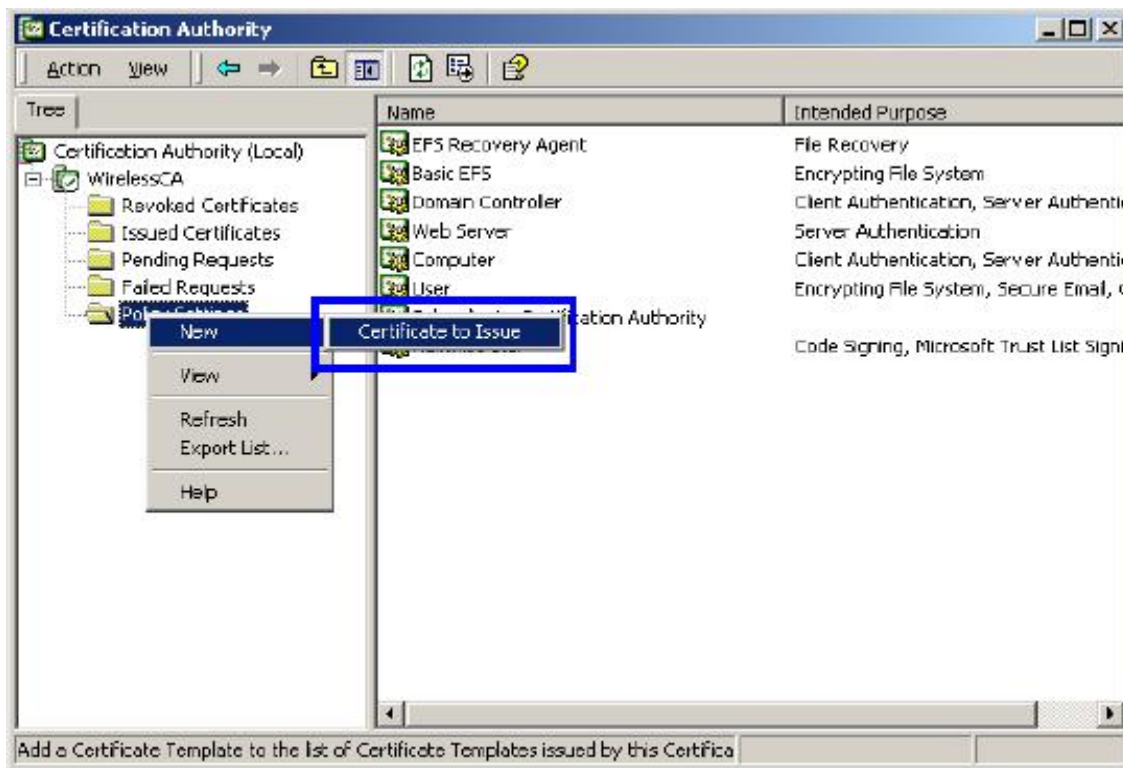 Certification Authority
Action View
Tree
Name Intended Purpose
Certification Authority (Local)
WirelessCA
Revoked Certificates
Issued Certificates
Pending Requests
Failed Requests
New
View
Refresh
Export List...
Help
Certificate to Issue
EFS Recovery Agent File Recovery
Basic EFS Encrypting File System
Domain Controller Client Authentication, Server Authenti
Web Server Server Authentication
Computer Client Authentication, Server Authenti
User Encrypting File System, Secure Email,
Certification Authority
Code Signing, Microsoft Trust List Signi
Add a Certificate Template to the list of Certificate Templates issued by this Certifica